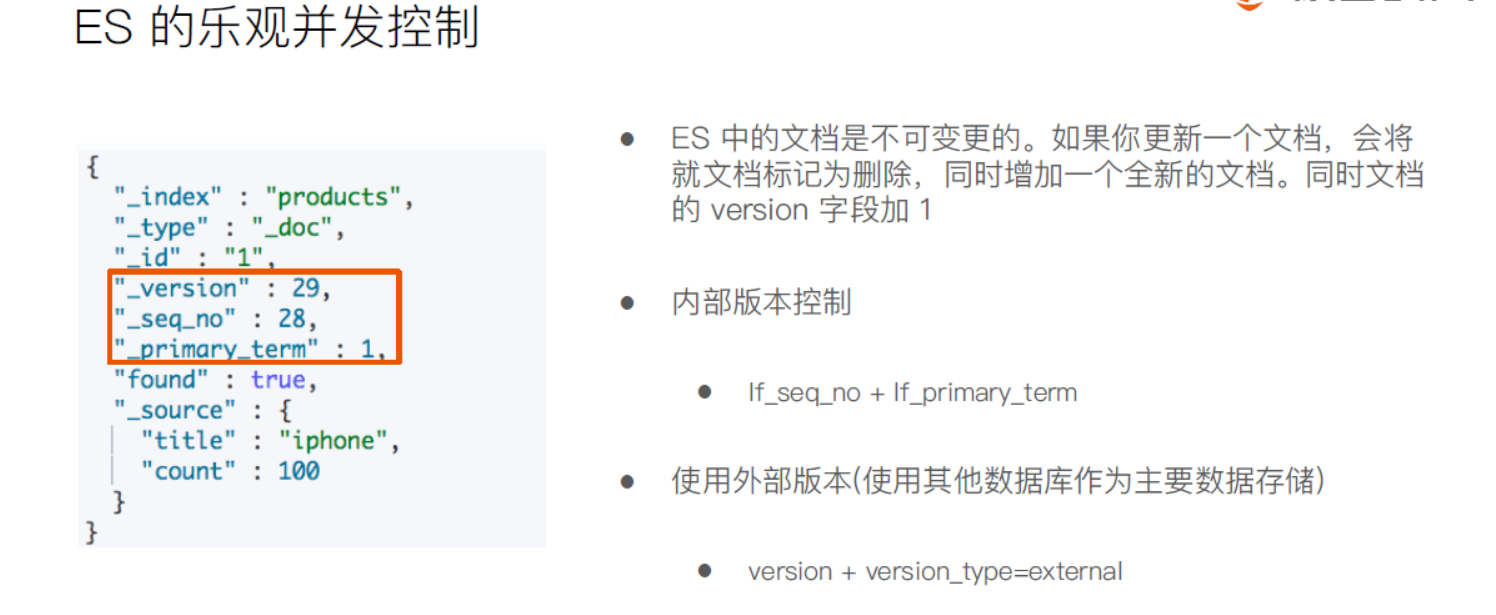 ES 的乐观并发控制
{
"_index" : "products",
"_type" : "_doc",
"_id" : "1",
"_version" : 29,
"_seq_no" : 28,
"_primary_term" : 1,
"found" : true,
"_source" : {
"title" : "iphone",
"count" : 100
}
}
● ES 中的文档是不可变更的。如果你更新一个文档，会将
就文档标记为删除，同时增加一个全新的文档。同时文档
的 version 字段加 1
● 内部版本控制
● If_seq_no + If_primary_term
● 使用外部版本(使用其他数据库作为主要数据存储)
● version + version_type=external